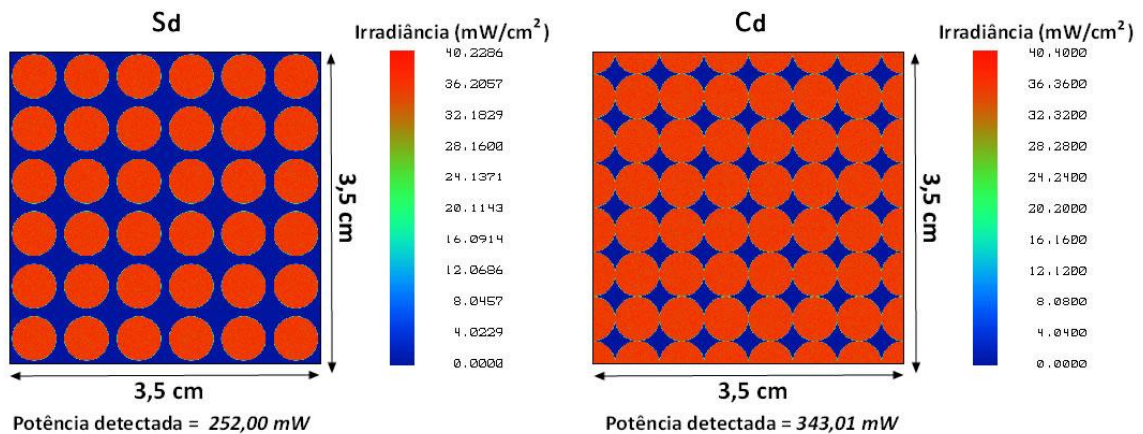 Sd
Irradiância (mW/cm²)
40.2286
36.2057
32.1829
28.1600
24.1371
20.1143
16.0914
12.0686
8.0457
4.0229
0.0000
3,5 cm
3,5 cm
Potência detectada = 252,00 mW
Cd
Irradiância (mW/cm²)
40.4000
36.3600
32.3200
28.2800
24.2400
20.2000
16.1600
12.1200
8.0800
4.0400
0.0000
3,5 cm
3,5 cm
Potência detectada = 343,01 mW